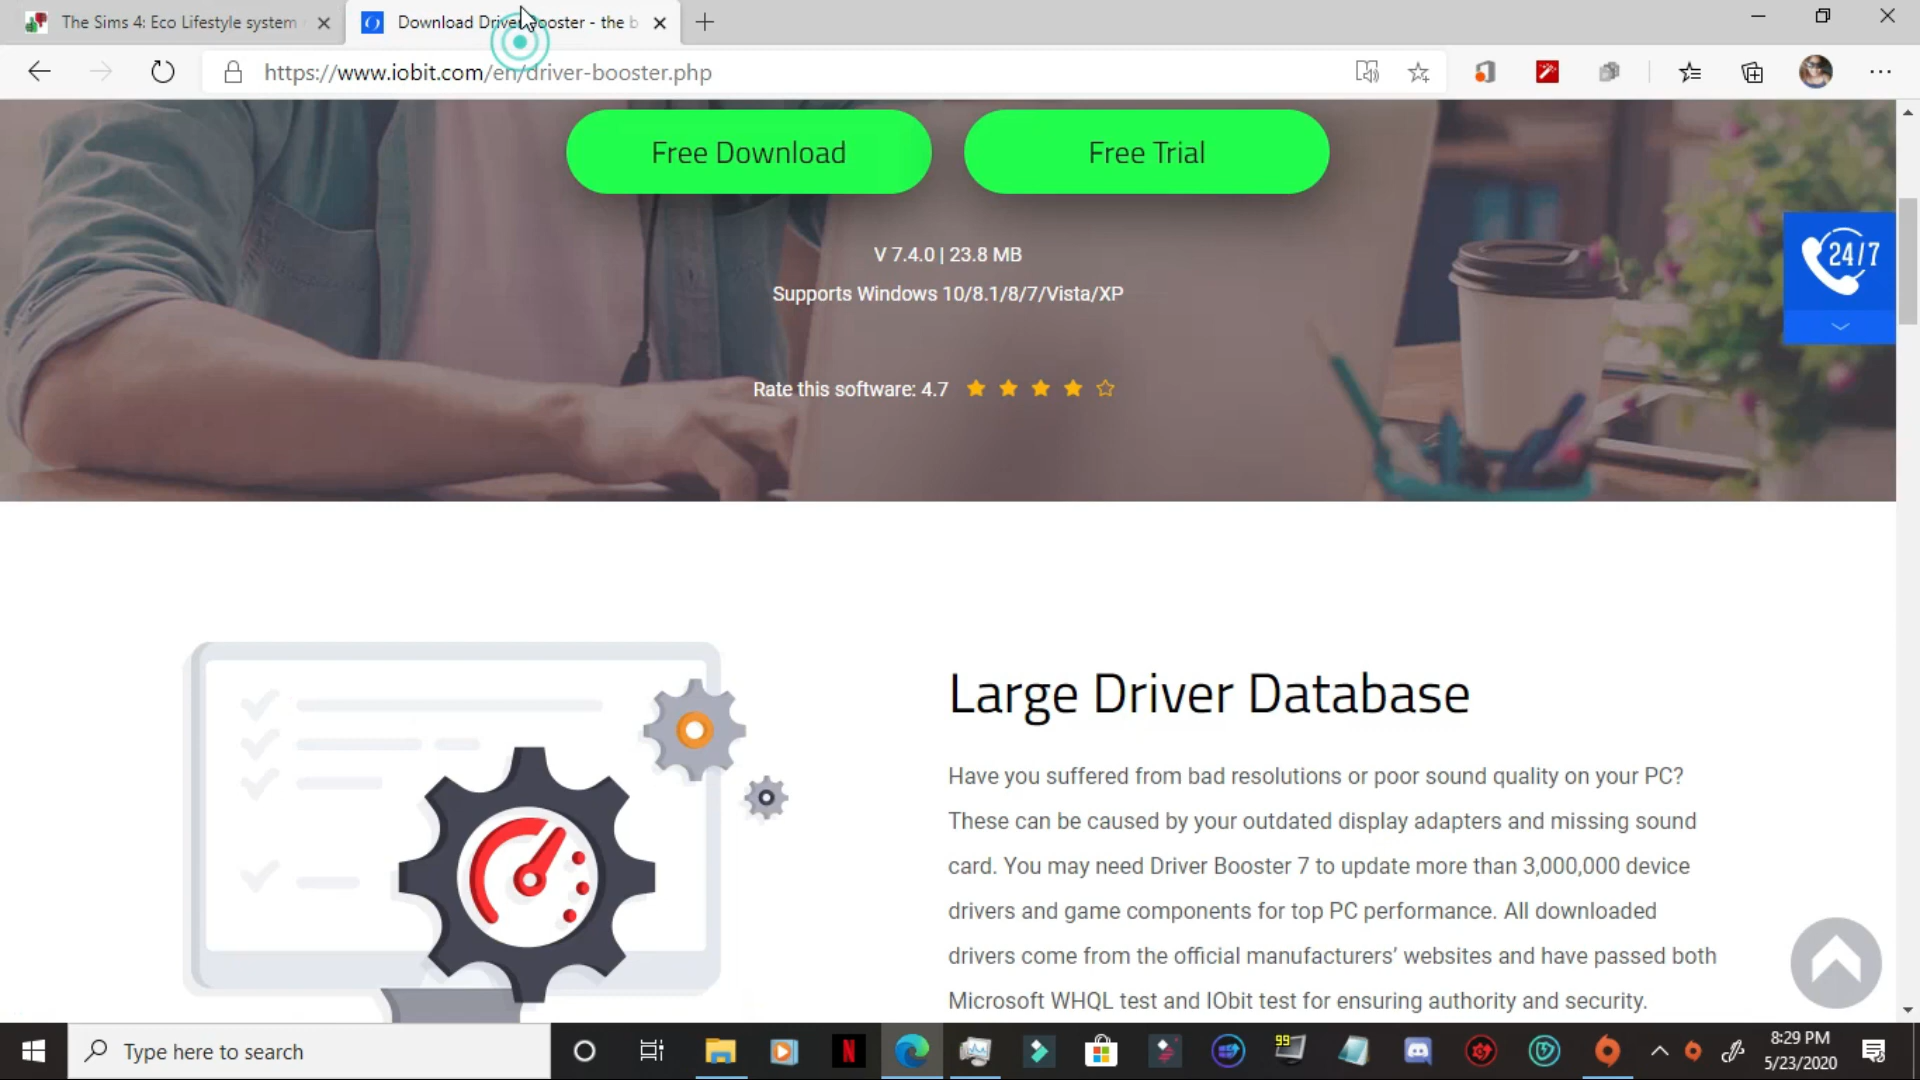 The Sims 4: Eco Lifestyle system
Download Driver Booster - the b
https://www.iobit.com/en/driver-booster.php
Free Download
Free Trial
24/7
V 7.4.0 | 23.8 MB
Supports Windows 10/8.1/8/7/Vista/XP
Rate this software: 4.7
Large Driver Database
Have you suffered from bad resolutions or poor sound quality on your PC?
These can be caused by your outdated display adapters and missing sound
card. You may need Driver Booster 7 to update more than 3,000,000 device
drivers and game components for top PC performance. All downloaded
drivers come from the official manufacturers’ websites and have passed both
Microsoft WHQL test and IObit test for ensuring authority and security.
Type here to search
99
8:29 PM
5/23/2020